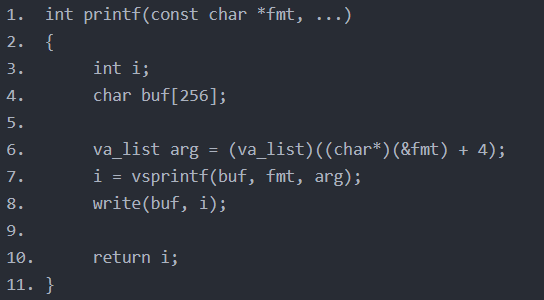 1. int printf(const char *fmt, ...)
2. {
3. int i;
4. char buf[256];
5.
6. va_list arg = (va_list)((char*)(&fmt) + 4);
7. i = vsprintf(buf, fmt, arg);
8. write(buf, i);
9.
10. return i;
11. }